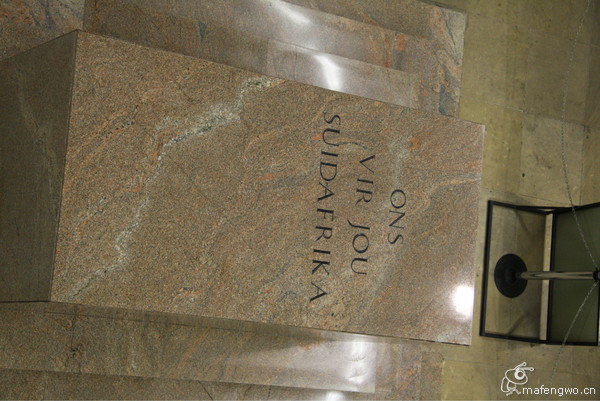 ONS
VIR JOU
SUIDAFRIKA
mafengwo.cn